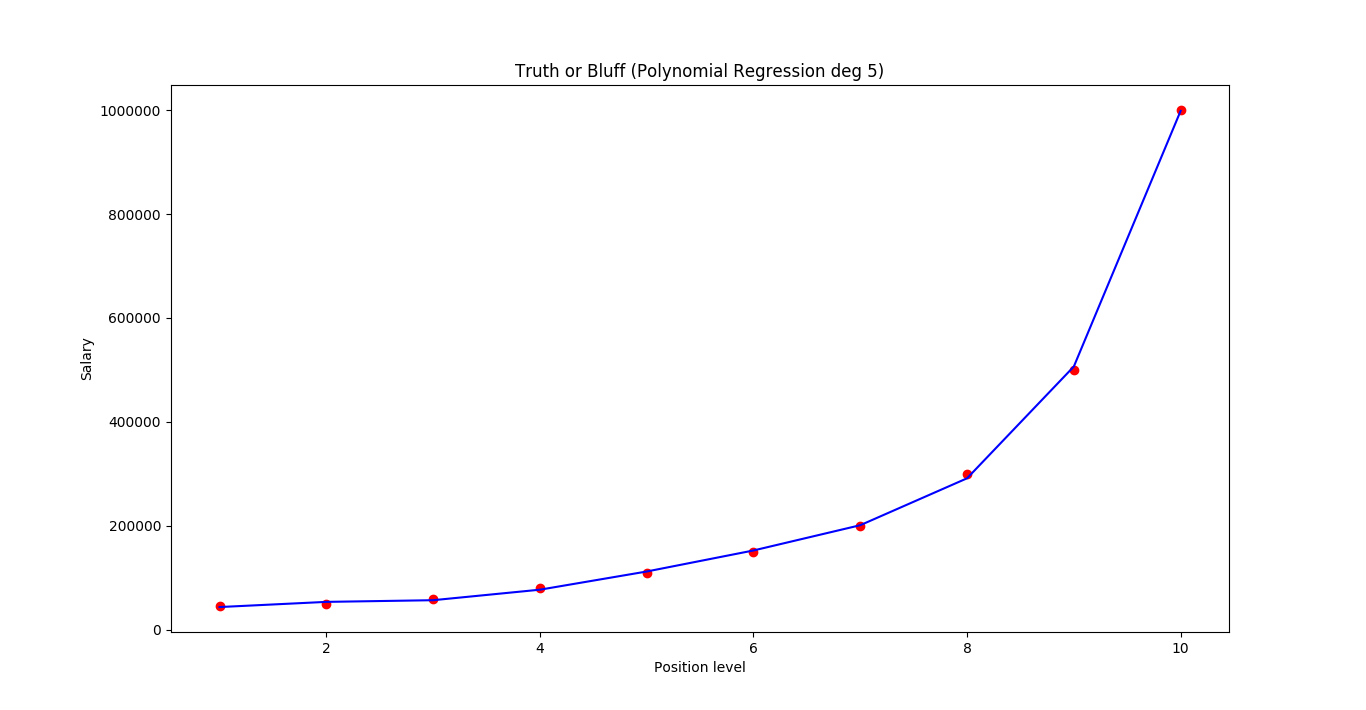 Truth or Bluff (Polynomial Regression deg 5)
1000000
800000
600000
400000
200000
0
Salary
2 4 6 8 10
Position level